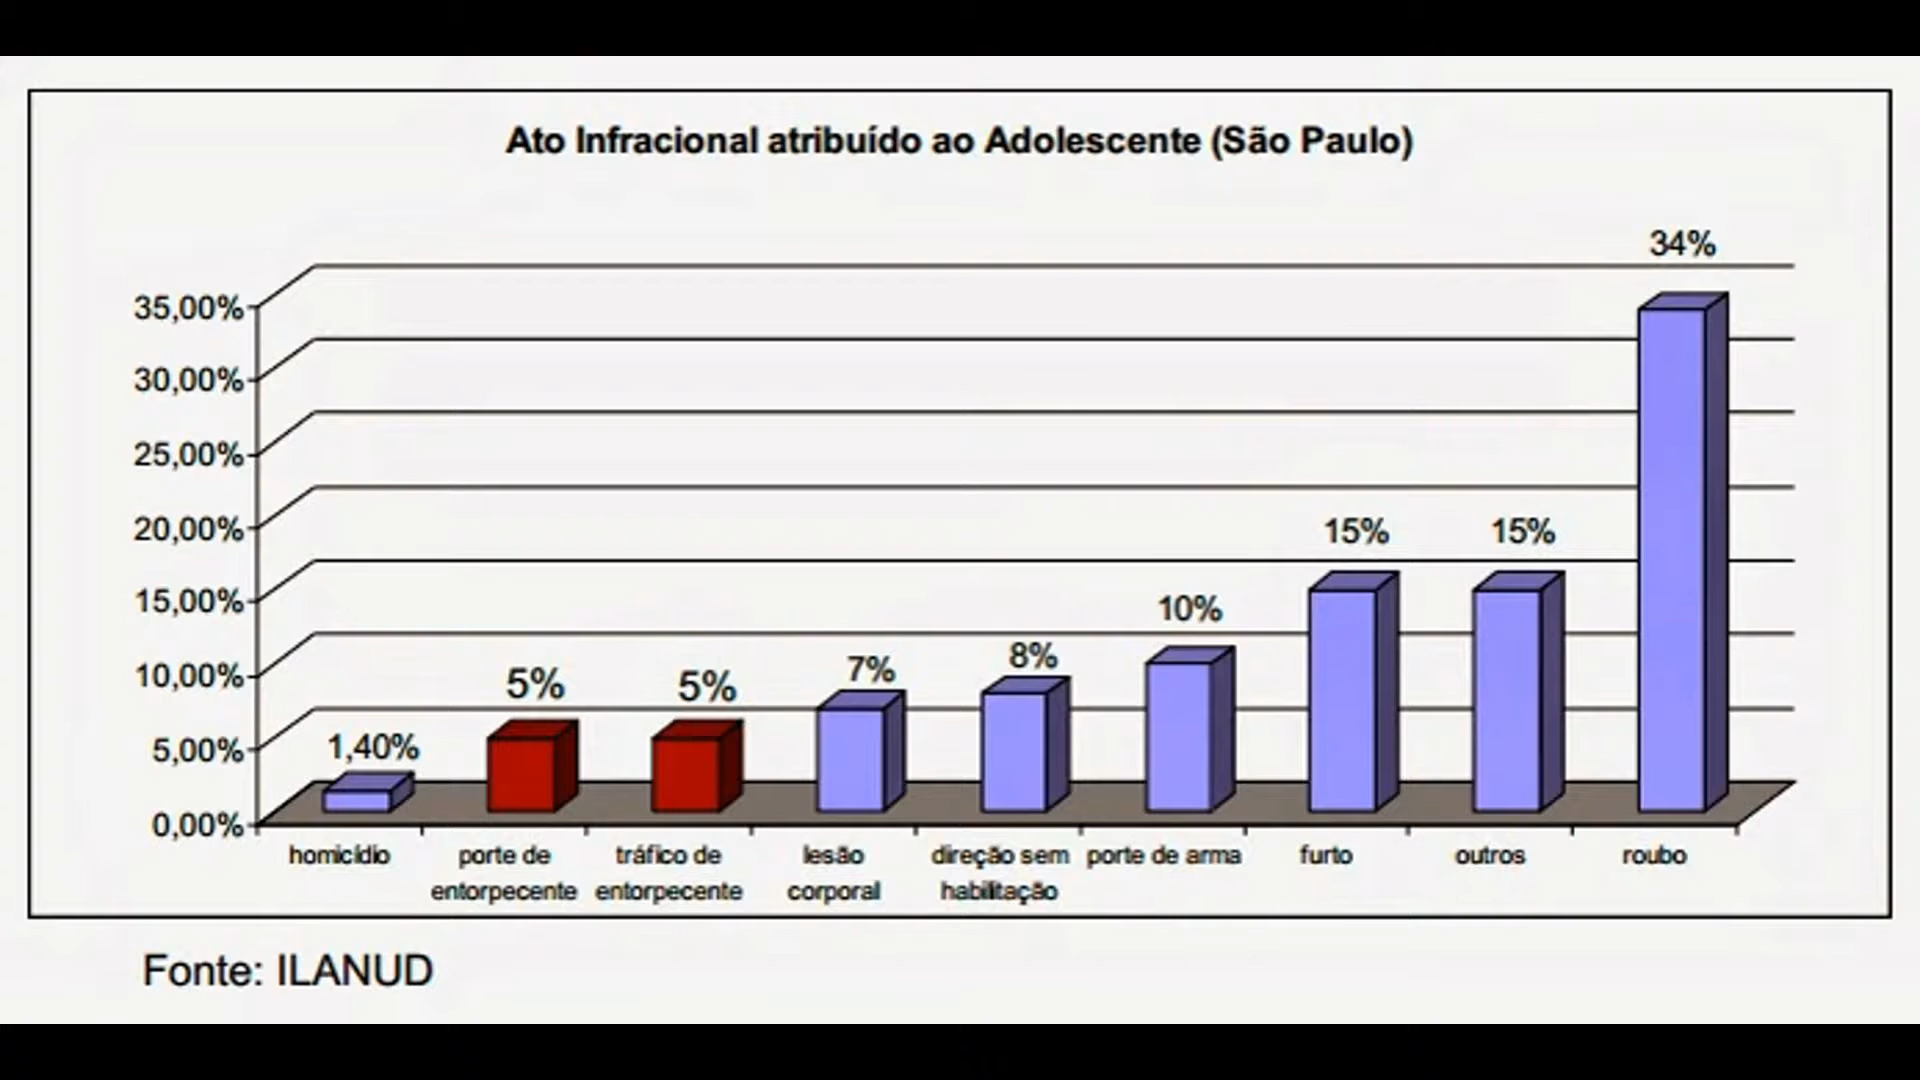 Ato Infracional atribuído ao Adolescente (São Paulo)
34%
35,00%
30,00%
25,00%
20,00%
15,00%
10,00%
5,00%
0,00%
1,40%
5%
5%
7%
8%
10%
15%
15%
homicídio
porte de
entorpecente
tráfico de
entorpecente
lesão
corporal
direção sem
habilitação
porte de arma
furto
outros
roubo
Fonte: ILANUD